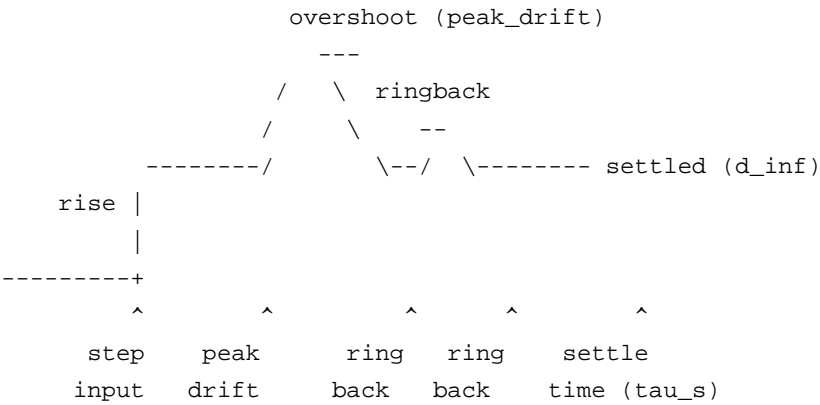 overshoot (peak_drift)
---
/ \ ringback
/ \ --
--------/ \--/ \-------- settled (d_inf)
rise |
|
---------+
^ ^ ^ ^ ^
step peak ring ring settle
input drift back back time (tau_s)